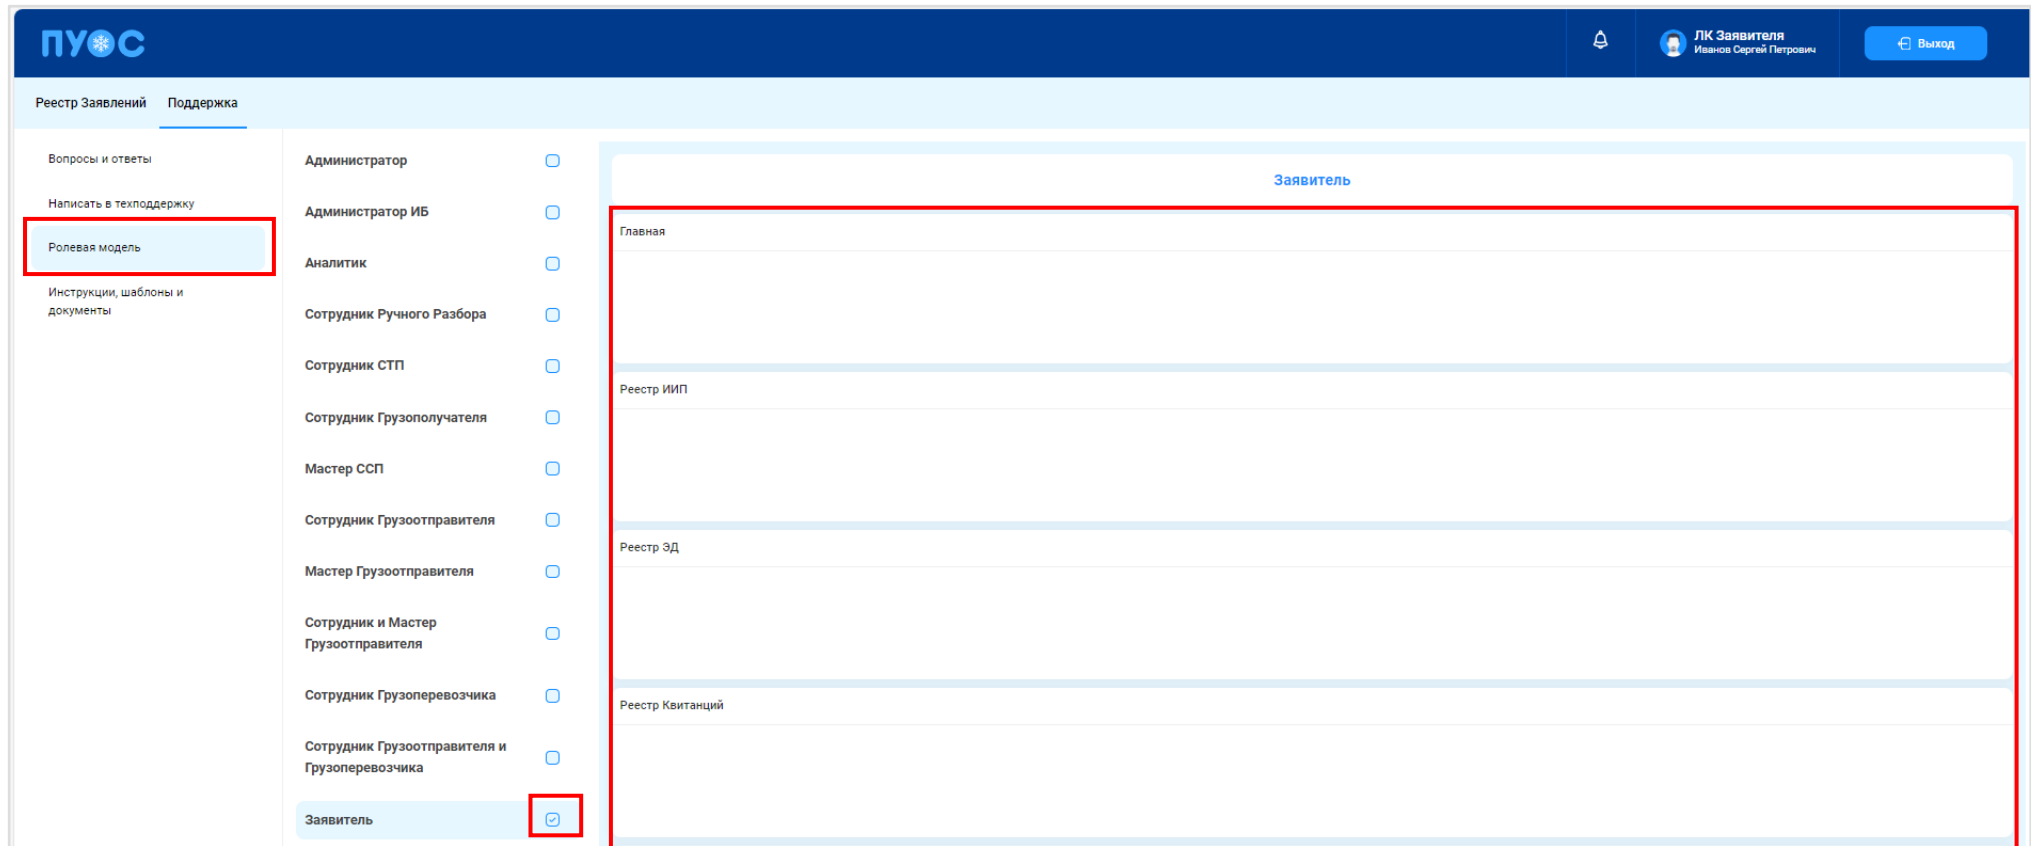 ПУОС
ЛК Заявителя
Иванов Сергей Петрович
Выход
Реестр Заявлений
Поддержка
Вопросы и ответы
Написать в техподдержку
Ролевая модель
Инструкции, шаблоны и
документы
Администратор
Администратор ИБ
Аналитик
Сотрудник Ручного Разбора
Сотрудник СТП
Сотрудник Грузополучателя
Мастер ССП
Сотрудник Грузоотправителя
Мастер Грузоотправителя
Сотрудник и Мастер
Грузоотправителя
Сотрудник Грузоперевозчика
Сотрудник Грузоотправителя и
Грузоперевозчика
Заявитель
Заявитель
Главная
Реестр ИИП
Реестр ЭД
Реестр Квитанций